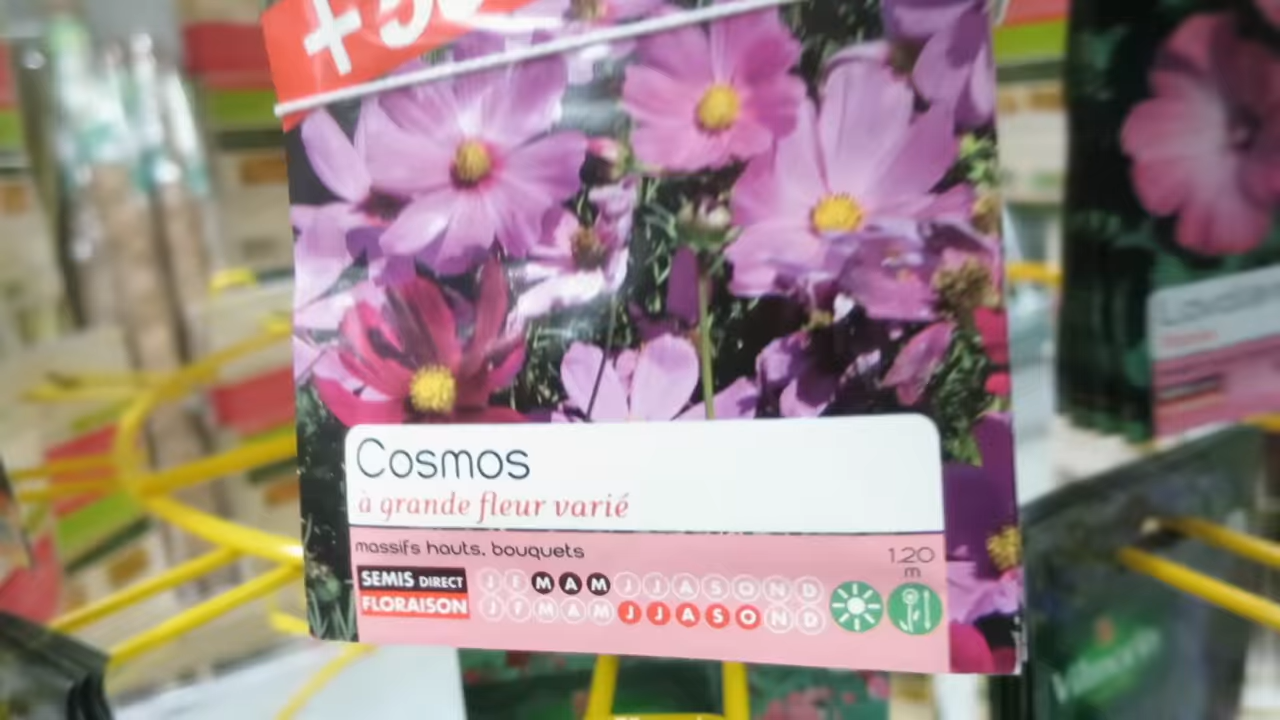 Cosmos
à grande fleur varié
massifs hauts. bouquets
1.20
m
SEMIS DIRECT J F M A M J J A S O N D
FLORAISON J F M A M J J A S O N D